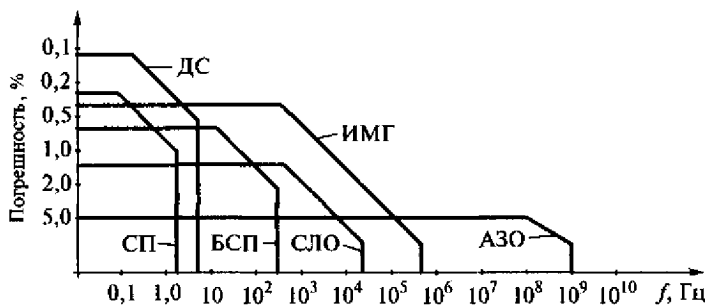 Погрешность, %
0,1
0,2
0,5
1,0
2,0
5,0
ДС
ИМГ
СП
БСП
СЛО
АЗО
0,1 1,0 10 10² 10³ 10⁴ 10⁵ 10⁶ 10⁷ 10⁸ 10⁹ 10¹⁰ f, Гц